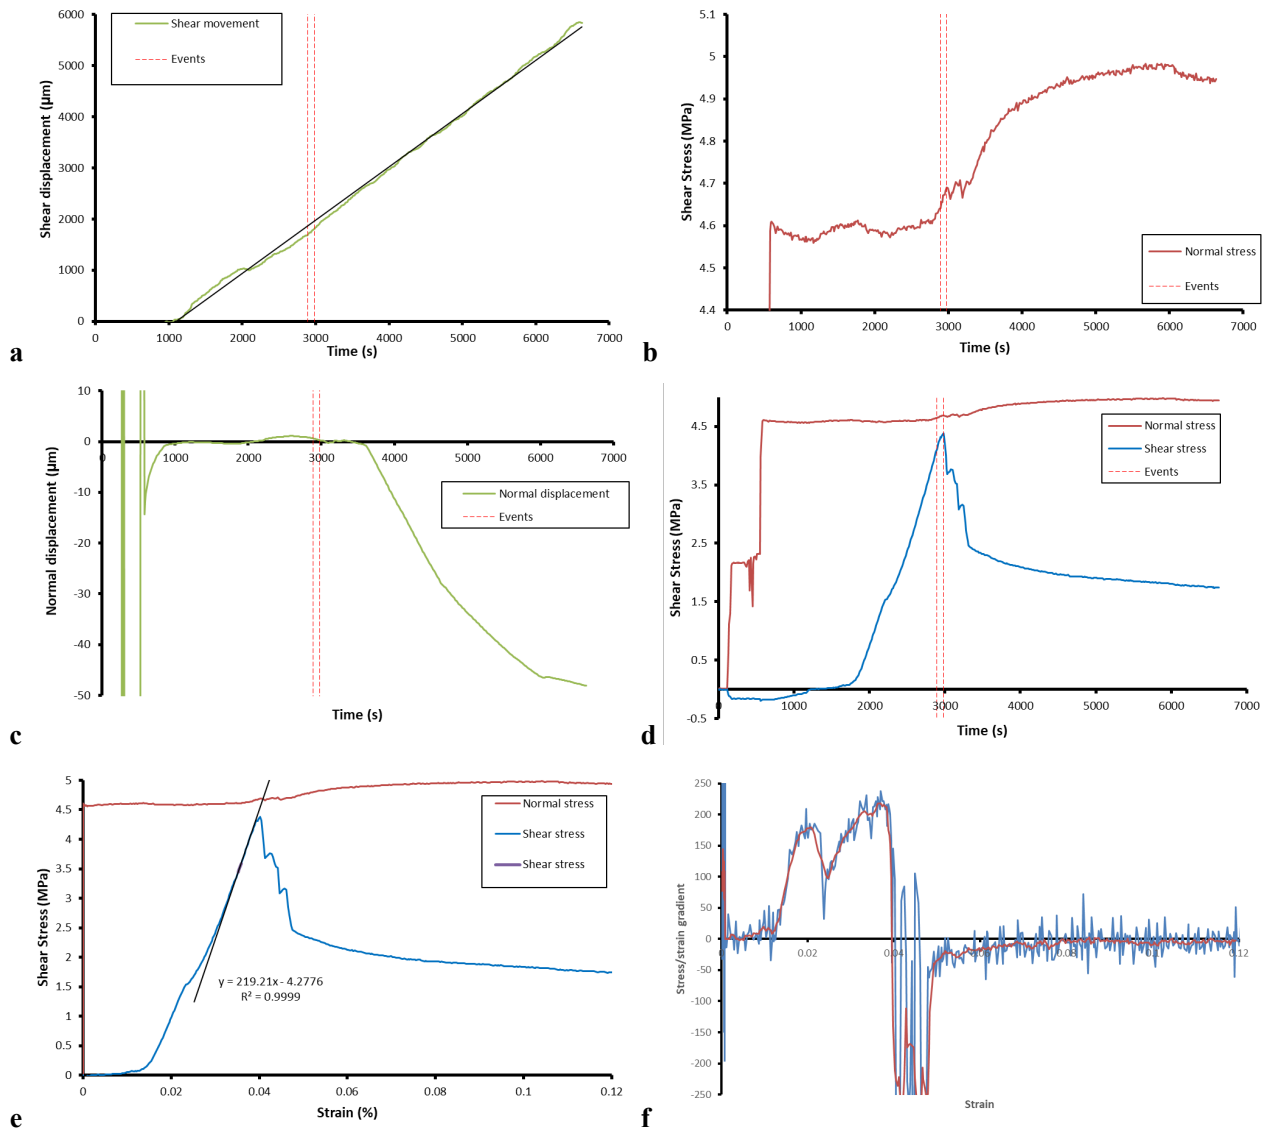 6000
5000
4000
3000
2000
1000
0
0 1000 2000 3000 4000 5000 6000 7000
Shear displacement (µm)
Time (s)
Shear movement
Events
a
5.1
5
4.9
4.8
4.7
4.6
4.5
4.4
0 1000 2000 3000 4000 5000 6000 7000
Shear Stress (MPa)
Time (s)
Normal stress
Events
b
10
0
-10
-20
-30
-40
-50
0 1000 2000 3000 4000 5000 6000 7000
Normal displacement (µm)
Time (s)
Normal displacement
Events
c
4.5
3.5
2.5
1.5
0.5
-0.5
0 1000 2000 3000 4000 5000 6000 7000
Shear Stress (MPa)
Time (s)
Normal stress
Shear stress
Events
d
5
4.5
4
3.5
3
2.5
2
1.5
1
0.5
0
0 0.02 0.04 0.06 0.08 0.1 0.12
Shear Stress (MPa)
Strain (%)
Normal stress
Shear stress
Shear stress
y = 219.21x - 4.2776
R² = 0.9999
e
250
200
150
100
50
0
-50
-100
-150
-200
-250
0.02 0.04 0.06 0.08 0.1 0.12
Stress/strain gradient
Strain
f